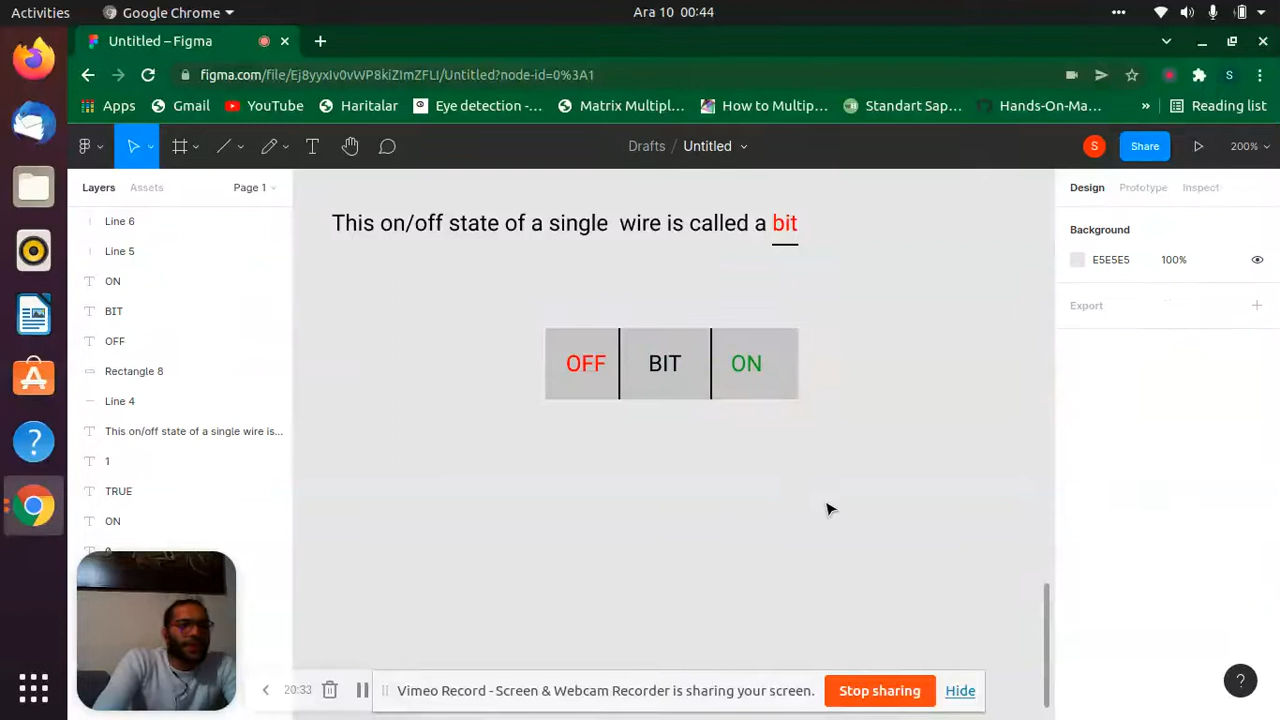 Activities
Google Chrome
Ara 10 00:44
Untitled – Figma
figma.com/file/Ej8yyxIv0vWP8kiZImZFLI/Untitled?node-id=0%3A1
S
Apps
Gmail
YouTube
Haritalar
Eye detection -...
Matrix Multipl...
How to Multip...
Standart Sap...
Hands-On-Ma...
»
Reading list
Drafts / Untitled
S
Share
200%
Layers
Assets
Page 1
Design
Prototype
Inspect
Line 6
Line 5
ON
BIT
OFF
Rectangle 8
Line 4
This on/off state of a single wire is...
1
TRUE
ON
This on/off state of a single wire is called a bit
OFF BIT ON
Background
E5E5E5 100%
Export
20:33
Vimeo Record - Screen & Webcam Recorder is sharing your screen.
Stop sharing
Hide
?